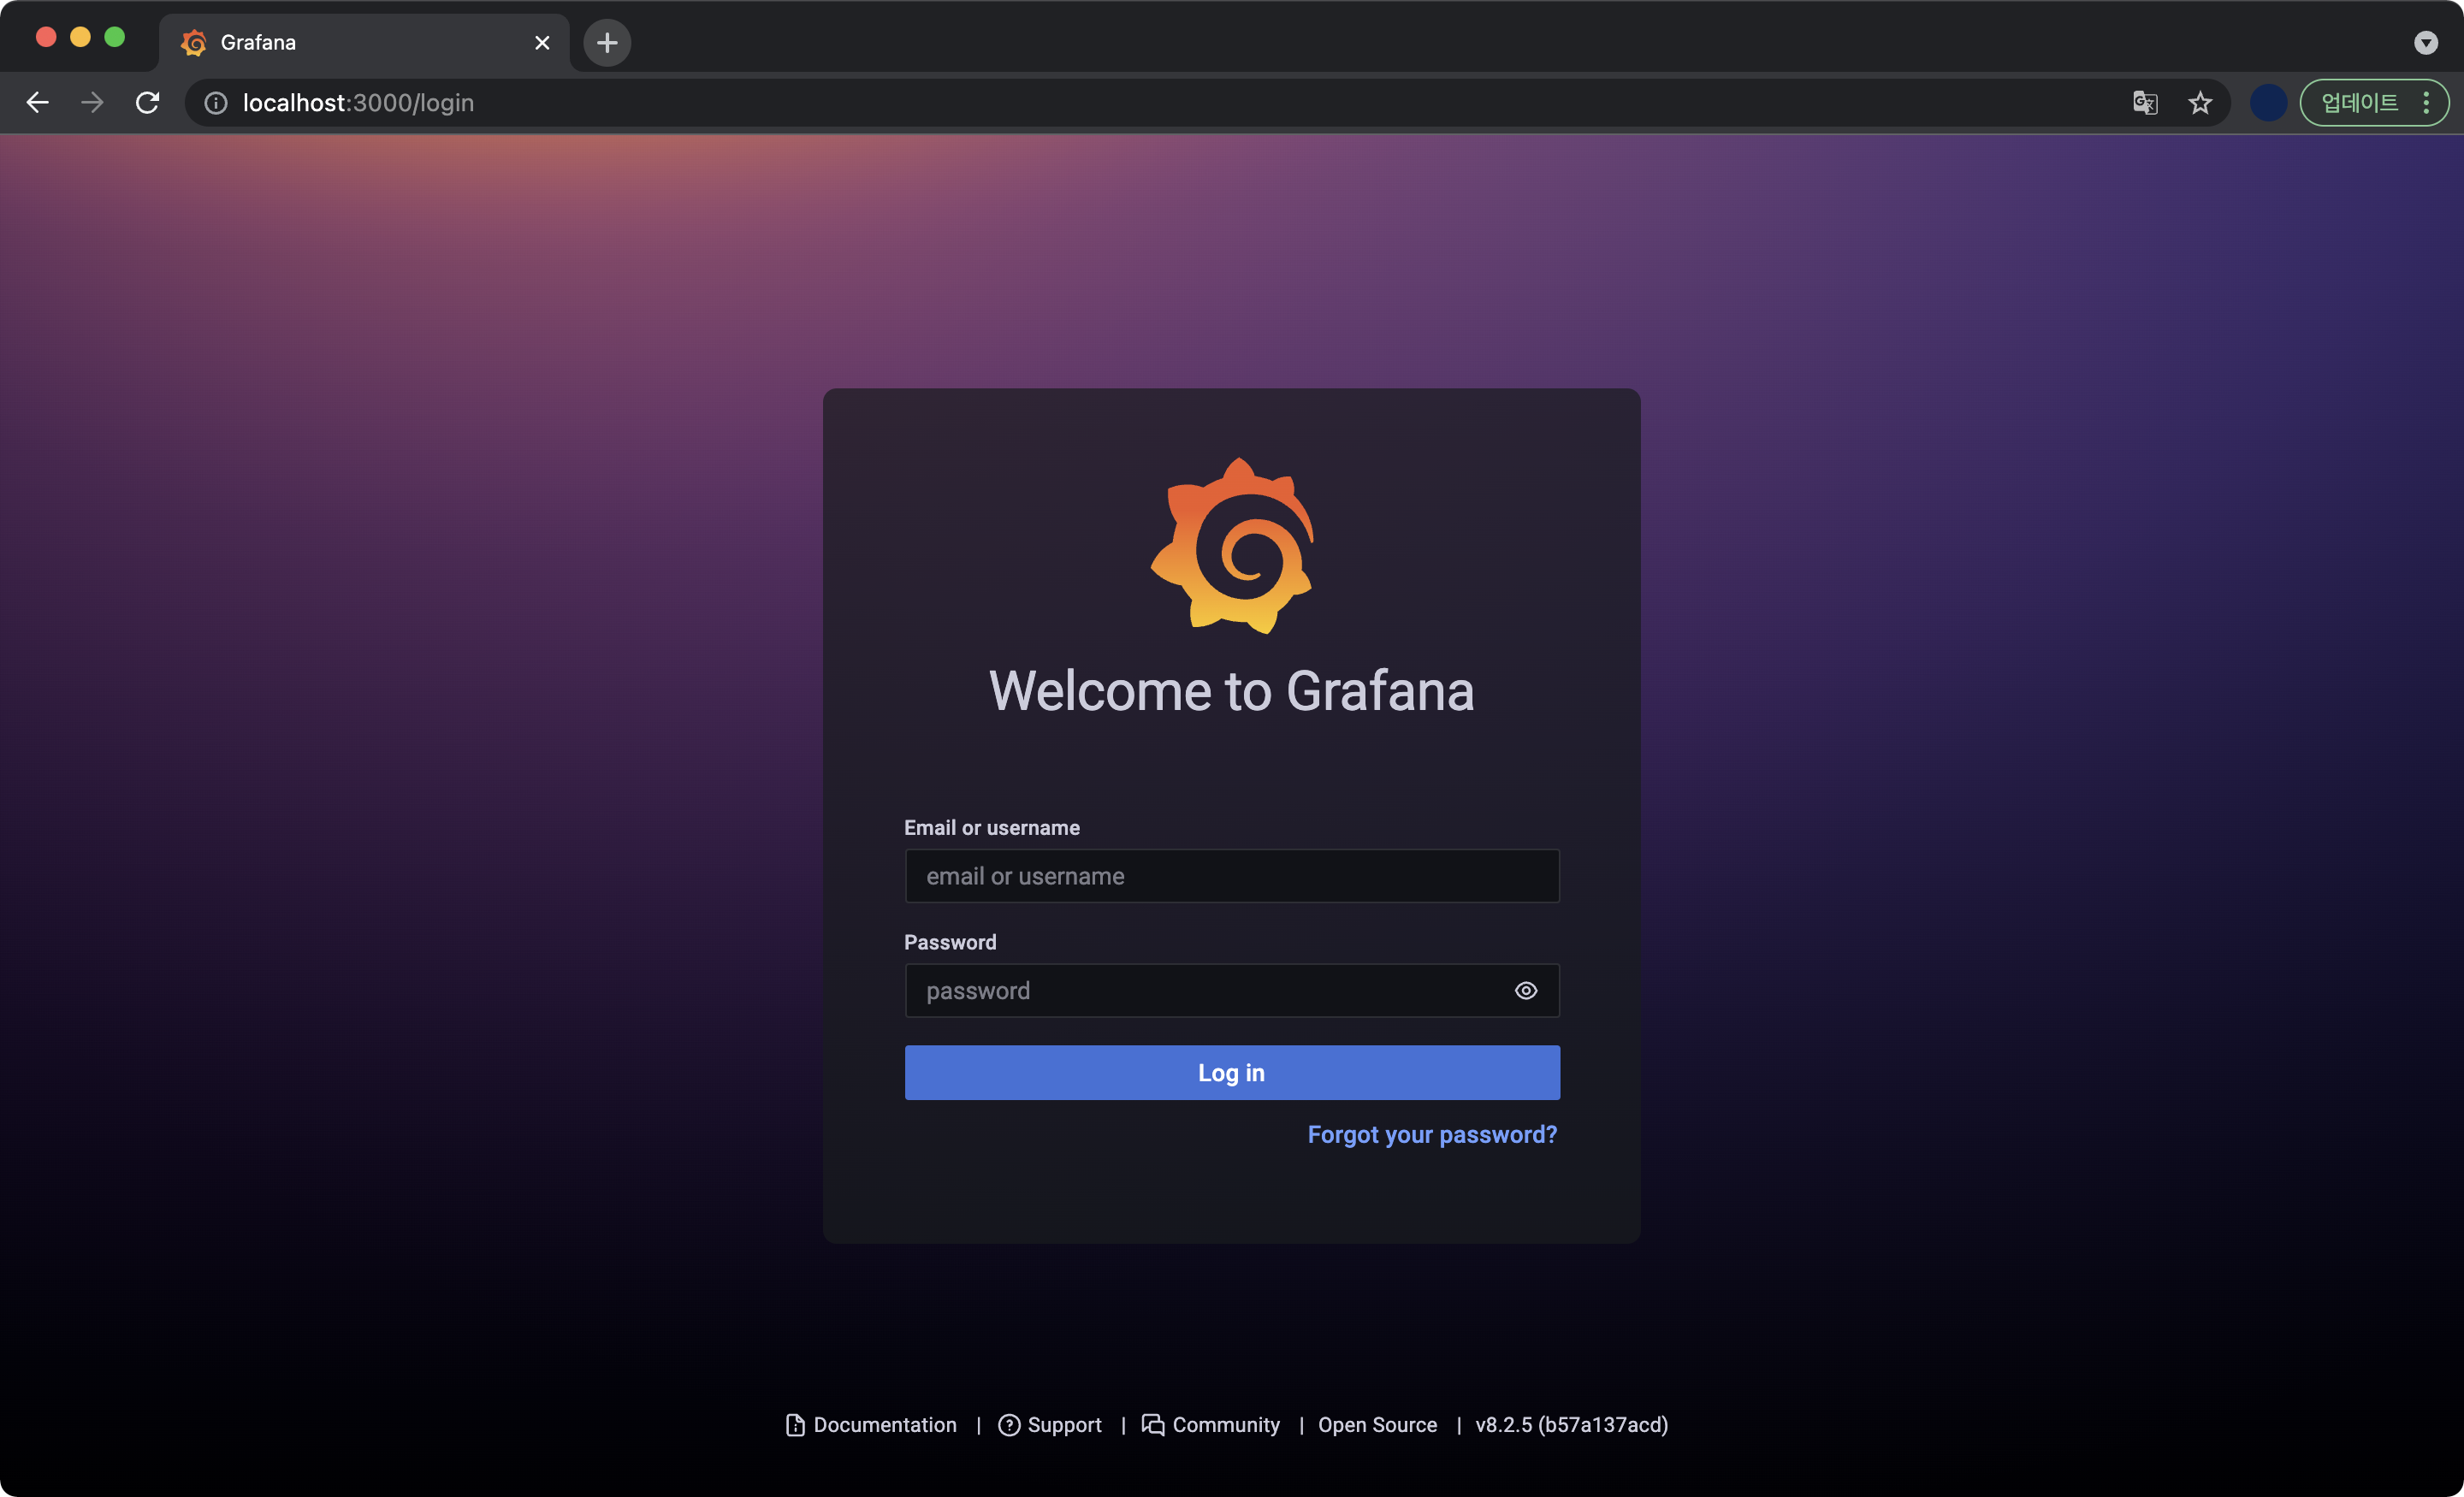 Grafana
localhost:3000/login
업데이트
Welcome to Grafana
Email or username
email or username
Password
password
Log in
Forgot your password?
Documentation | Support | Community | Open Source | v8.2.5 (b57a137acd)